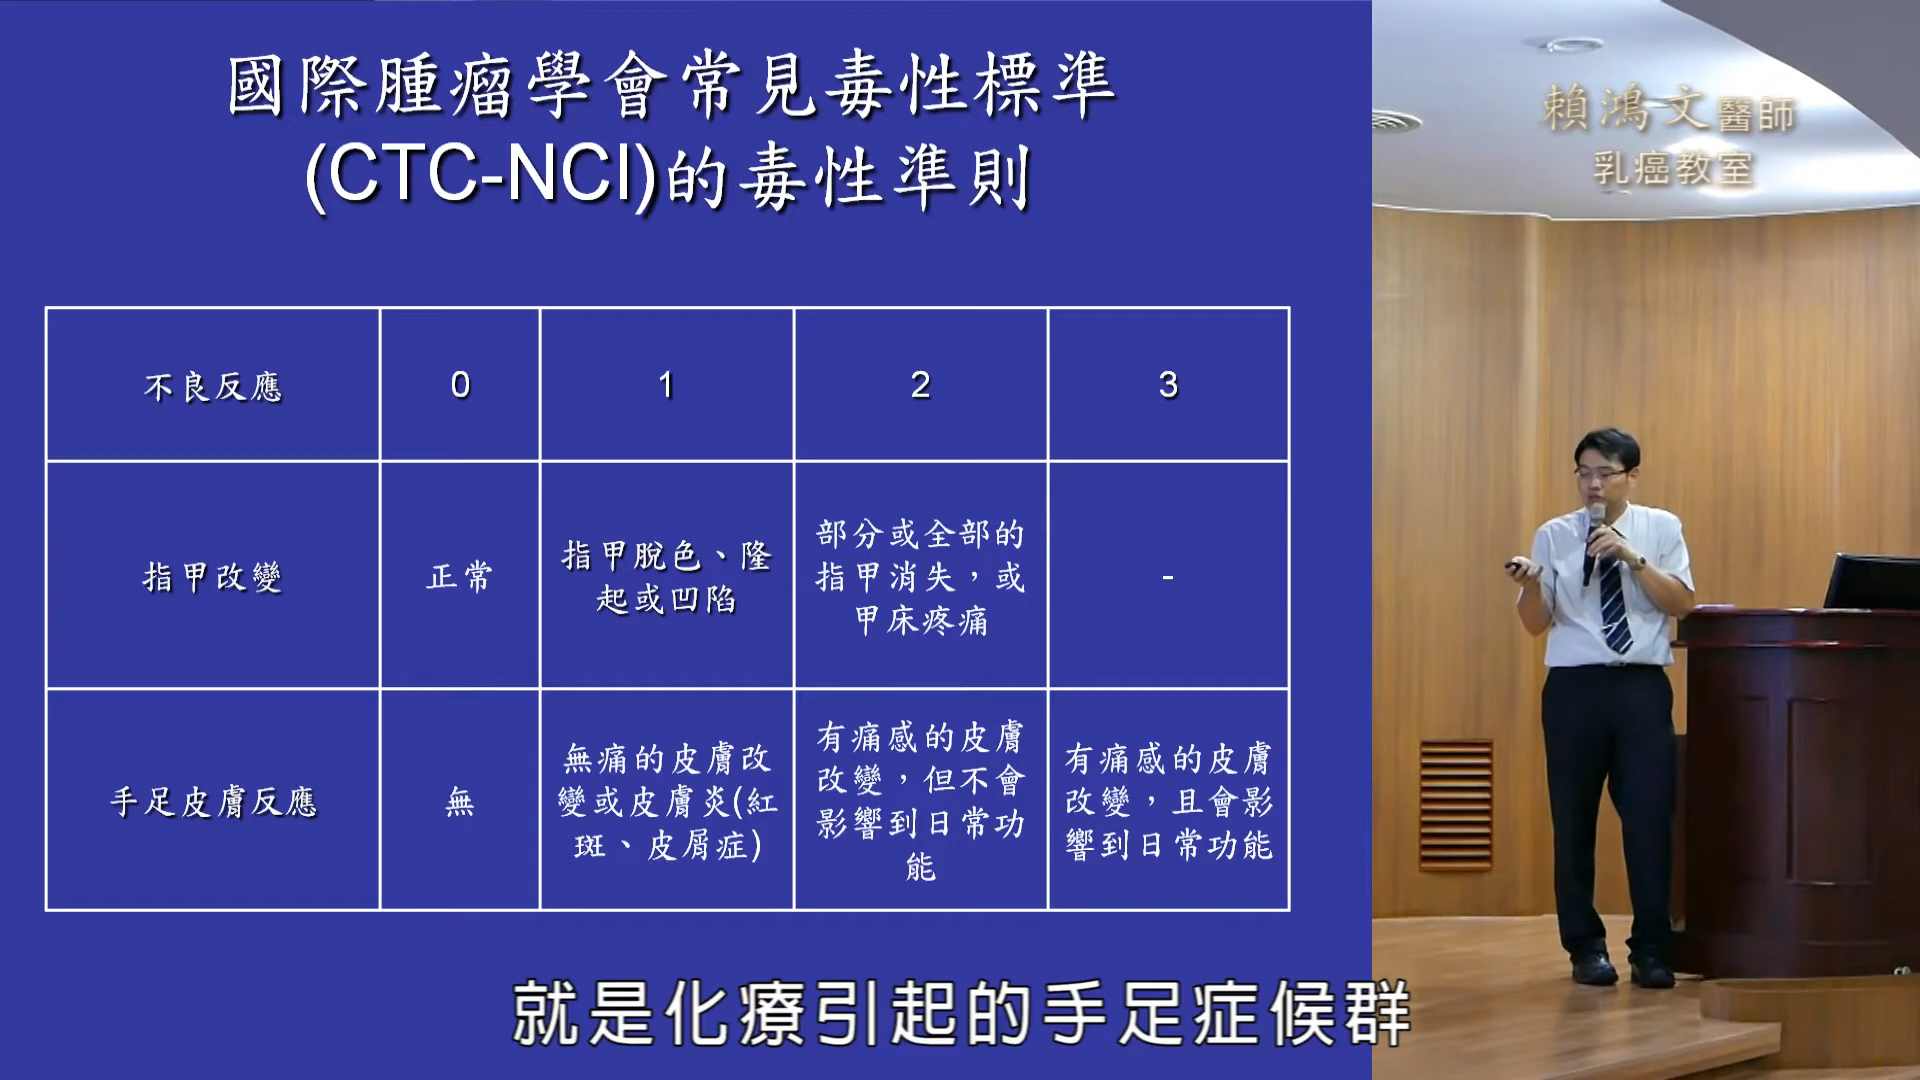 國際腫瘤學會常見毒性標準
(CTC-NCI)的毒性準則
賴鴻文醫師
乳癌教室
不良反應
0
1
2
3
指甲改變
正常
指甲脫色、隆
起或凹陷
部分或全部的
指甲消失，或
甲床疼痛
-
手足皮膚反應
無
無痛的皮膚改
變或皮膚炎(紅
斑、皮屑症)
有痛感的皮膚
改變，但不會
影響到日常功
能
有痛感的皮膚
改變，且會影
響到日常功能
就是化療引起的手足症候群